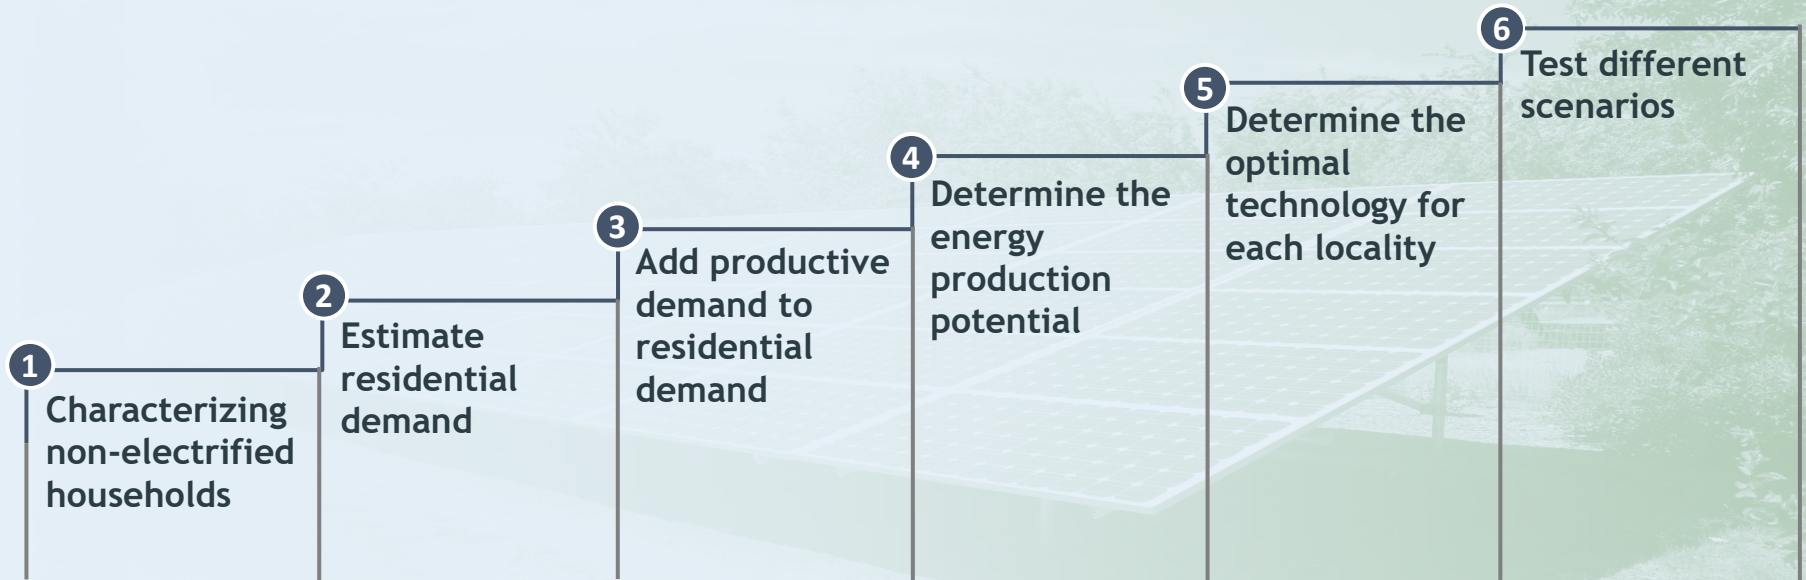 1
Characterizing
non-electrified
households
2
Estimate
residential
demand
3
Add productive
demand to
residential
demand
4
Determine the
energy
production
potential
5
Determine the
optimal
technology for
each locality
6
Test different
scenarios